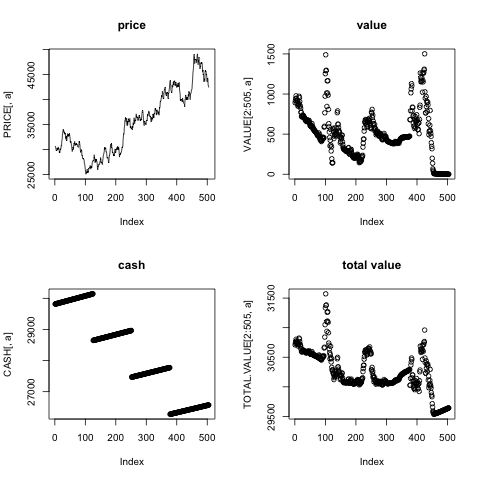 price
PRICE[, a]
45000
35000
25000
0 100 200 300 400 500
Index
value
VALUE[2:505, a]
1500
1000
500
0
0 100 200 300 400 500
Index
cash
CASH[, a]
29000
27000
0 100 200 300 400 500
Index
total value
TOTAL.VALUE[2:505, a]
31500
30500
29500
0 100 200 300 400 500
Index